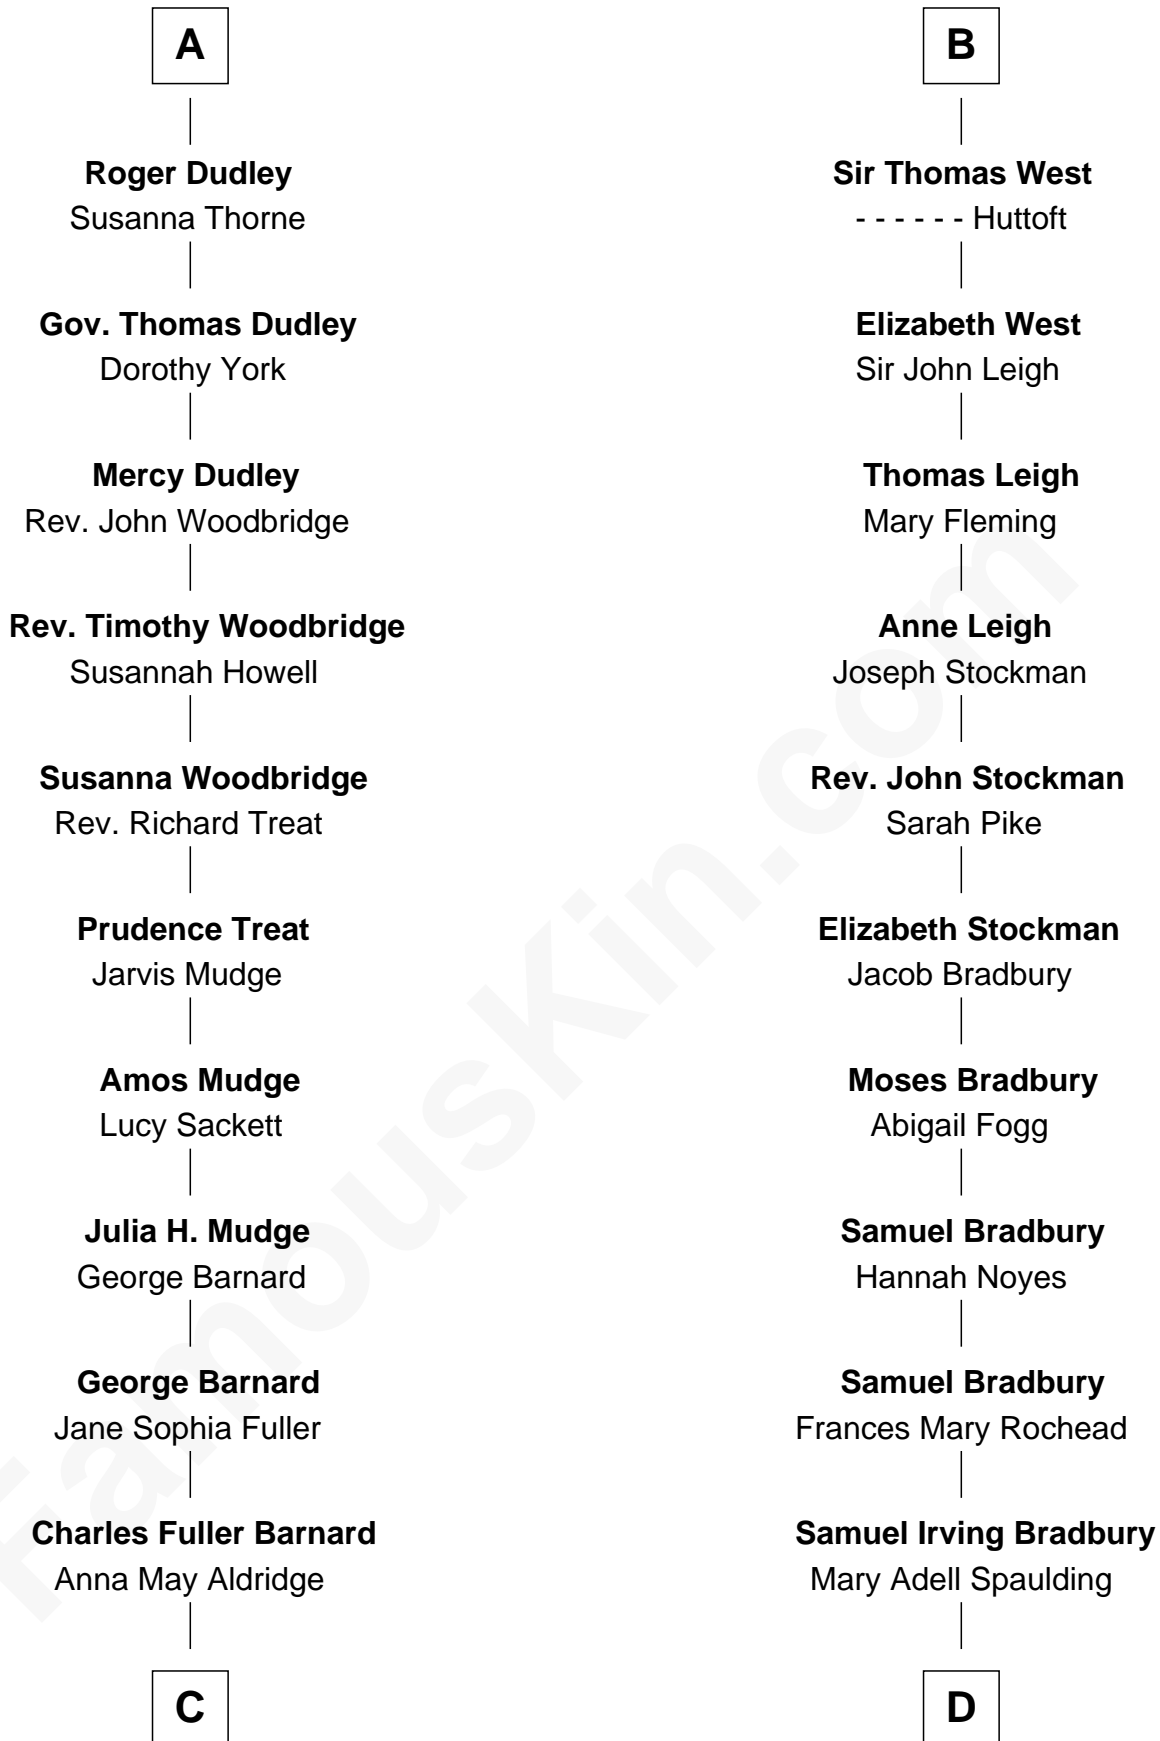 A
Roger Dudley
Susanna Thorne
Gov. Thomas Dudley
Dorothy York
Mercy Dudley
Rev. John Woodbridge
Rev. Timothy Woodbridge
Susannah Howell
Susanna Woodbridge
Rev. Richard Treat
Prudence Treat
Jarvis Mudge
Amos Mudge
Lucy Sackett
Julia H. Mudge
George Barnard
George Barnard
Jane Sophia Fuller
Charles Fuller Barnard
Anna May Aldridge
C
B
Sir Thomas West
- - - - - - Huttoft
Elizabeth West
Sir John Leigh
Thomas Leigh
Mary Fleming
Anne Leigh
Joseph Stockman
Rev. John Stockman
Sarah Pike
Elizabeth Stockman
Jacob Bradbury
Moses Bradbury
Abigail Fogg
Samuel Bradbury
Hannah Noyes
Samuel Bradbury
Frances Mary Rochead
Samuel Irving Bradbury
Mary Adell Spaulding
D
FamousKin.com